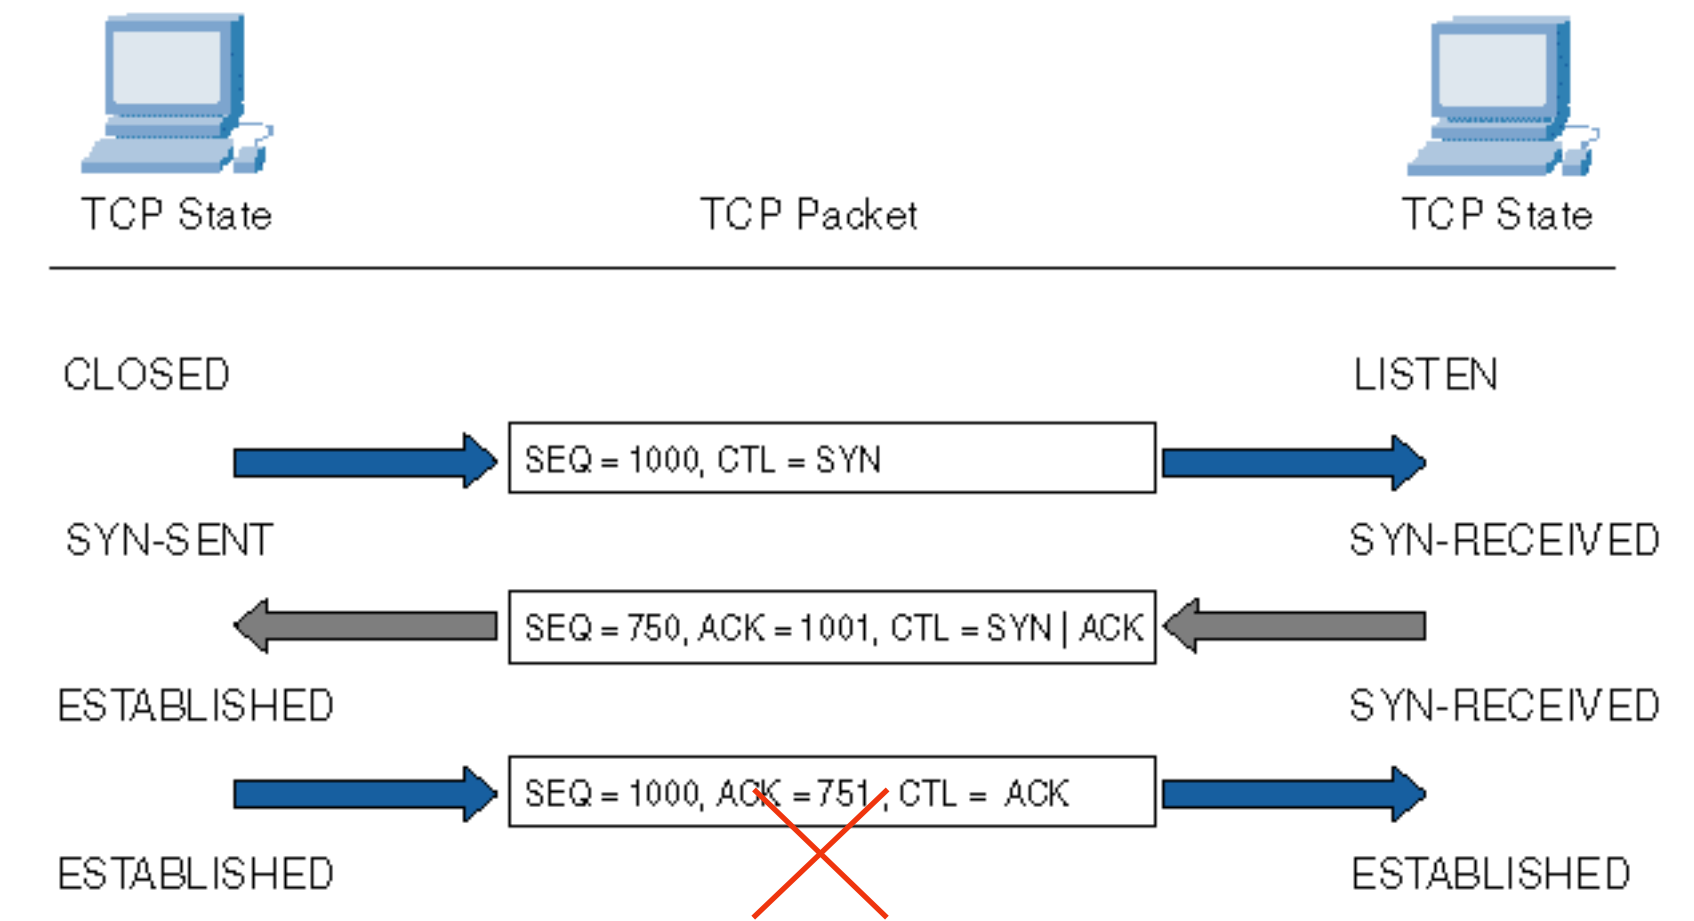 TCP State
TCP Packet
TCP State
CLOSED
LISTEN
SEQ = 1000, CTL = SYN
SYN-SENT
SYN-RECEIVED
SEQ = 750, ACK = 1001, CTL = SYN | ACK
ESTABLISHED
SYN-RECEIVED
SEQ = 1000, ACK = 751, CTL = ACK
ESTABLISHED
ESTABLISHED